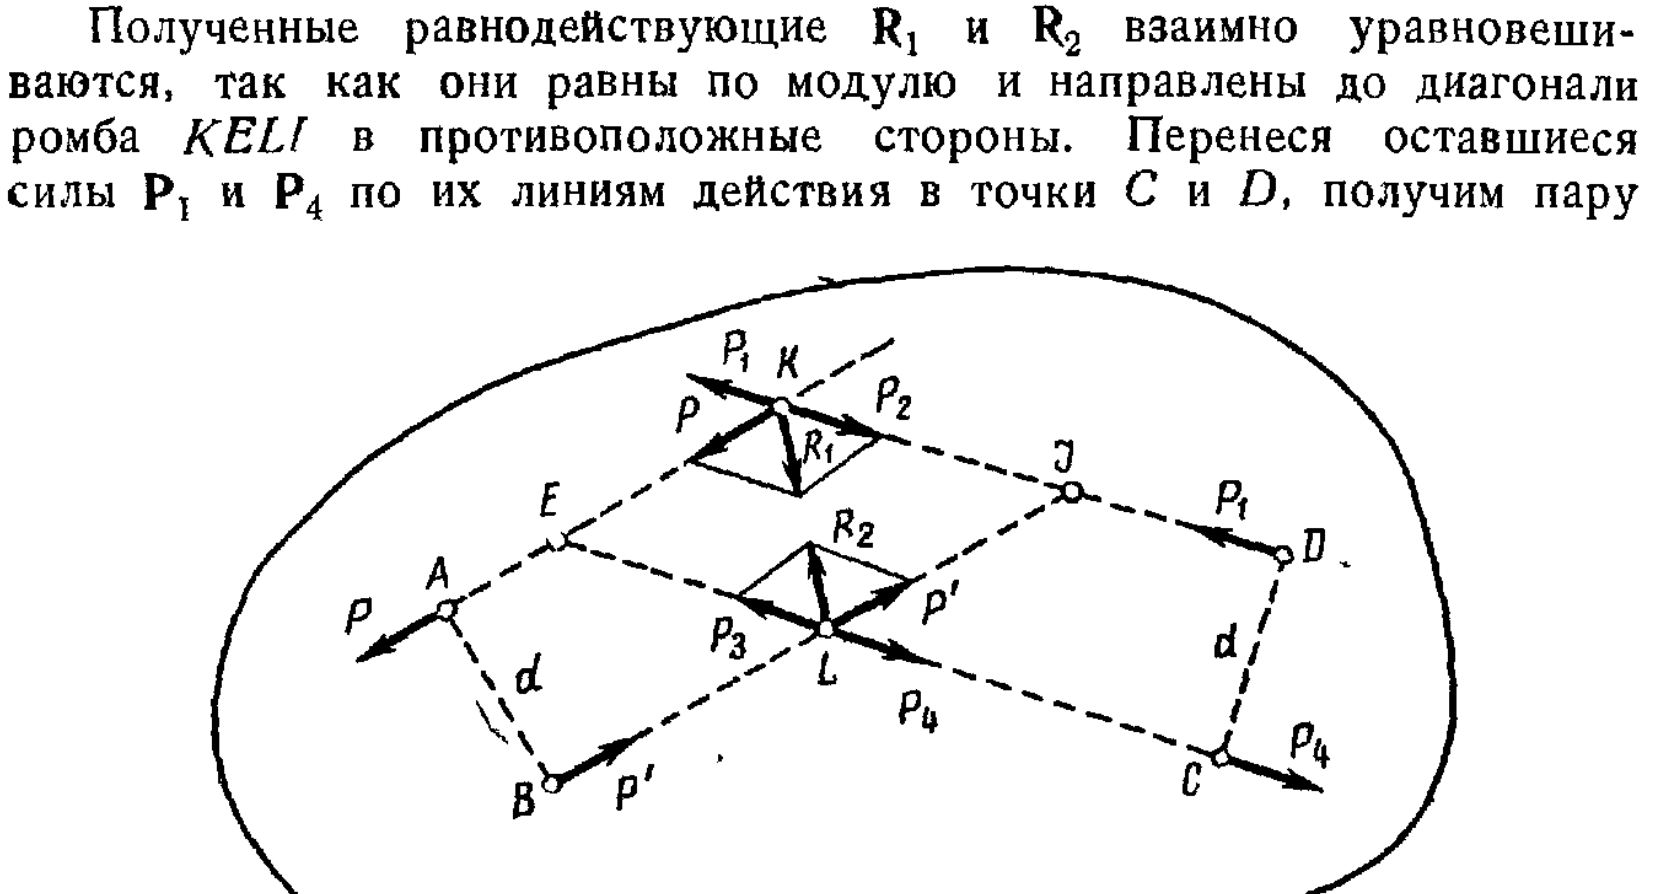 Полученные равнодействующие R₁ и R₂ взаимно уравновеши-
ваются, так как они равны по модулю и направлены до диагонали
ромба KELI в противоположные стороны. Перенеся оставшиеся
силы P₁ и P₄ по их линиям действия в точки C и D, получим пару
P₁ K
P P₂
R₁
E J
P₁
R₂ D
A
P P'
P₃ d
d L
P₄
P₄
B P' C